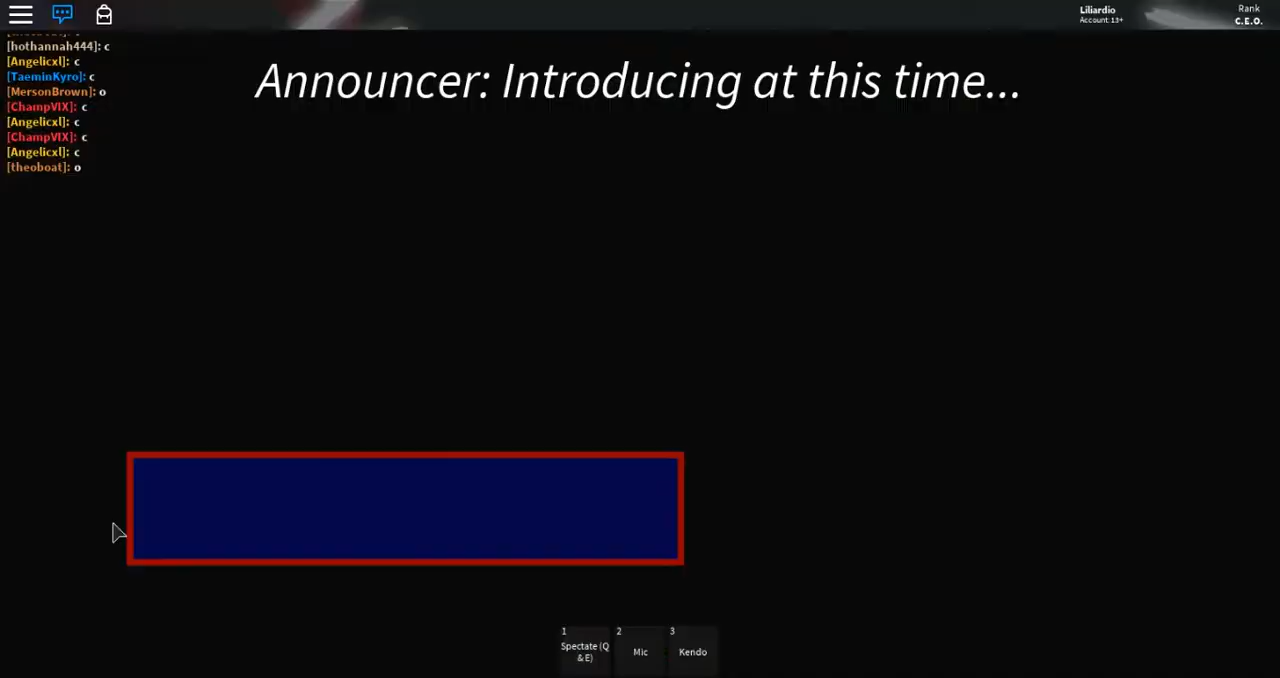 Liliardio
Account: 13+
Rank
C.E.O.
[hothannah444]: c
[Angelicxl]: c
[TaeminKyro]: c
[MersonBrown]: o
[ChampVIX]: c
[Angelicxl]: c
[ChampVIX]: c
[Angelicxl]: c
[theoboat]: o
Announcer: Introducing at this time...
1
Spectate (Q
& E)
2
Mic
3
Kendo